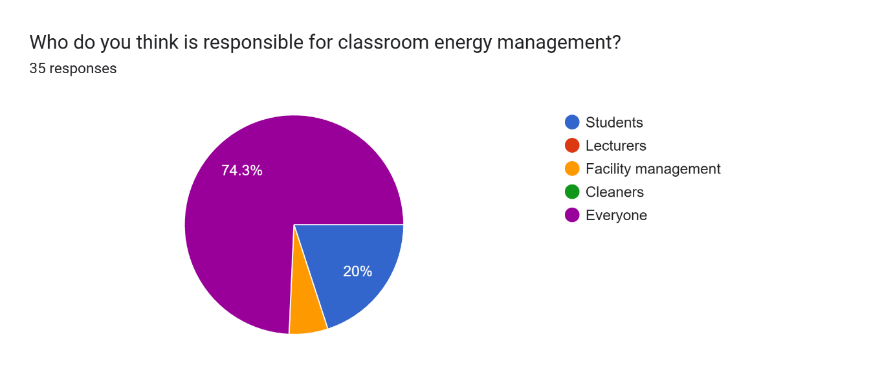 Who do you think is responsible for classroom energy management?
35 responses
74.3%
20%
Students
Lecturers
Facility management
Cleaners
Everyone